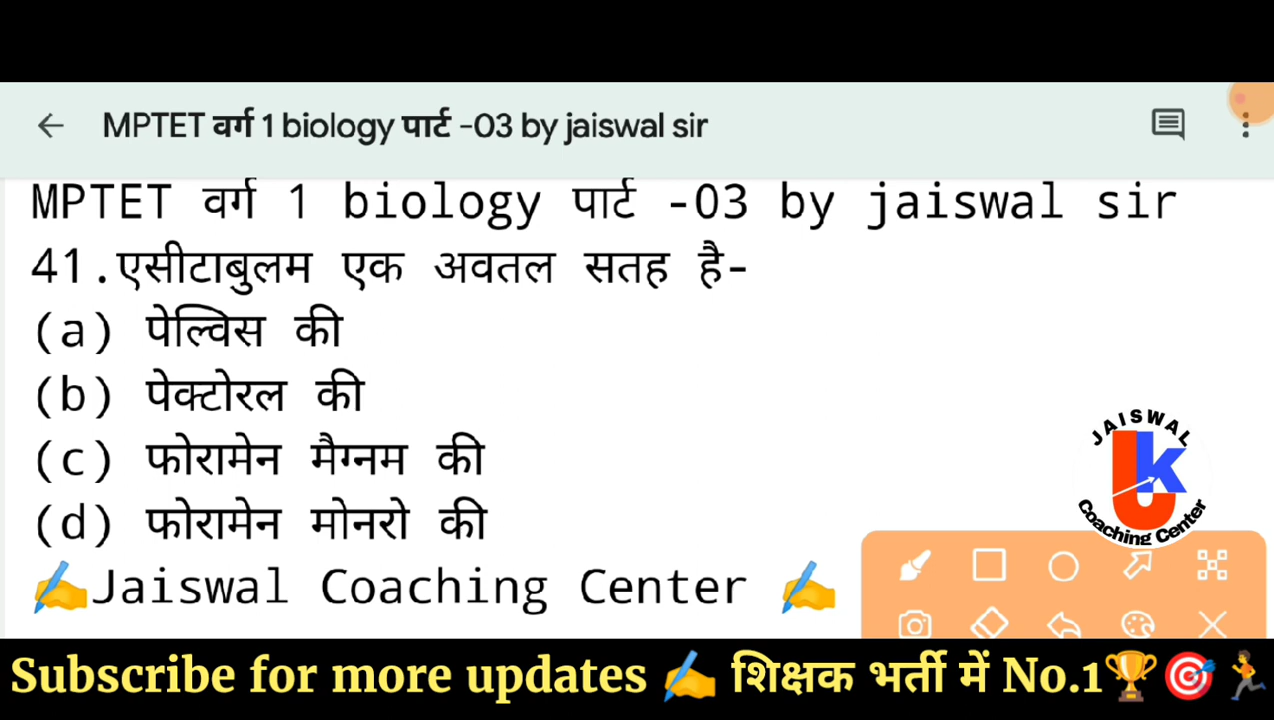 MPTET वर्ग 1 biology पार्ट -03 by jaiswal sir
MPTET वर्ग 1 biology पार्ट -03 by jaiswal sir
41.एसीटाबुलम एक अवतल सतह है-
(a) पेल्विस की
(b) पेक्टोरल की
(c) फोरामेन मैग्नम की
(d) फोरामेन मोनरो की
✍️Jaiswal Coaching Center ✍️
JAISWAL
JK
Coaching Center
Subscribe for more updates ✍️ शिक्षक भर्ती में No.1🏆🎯🏃